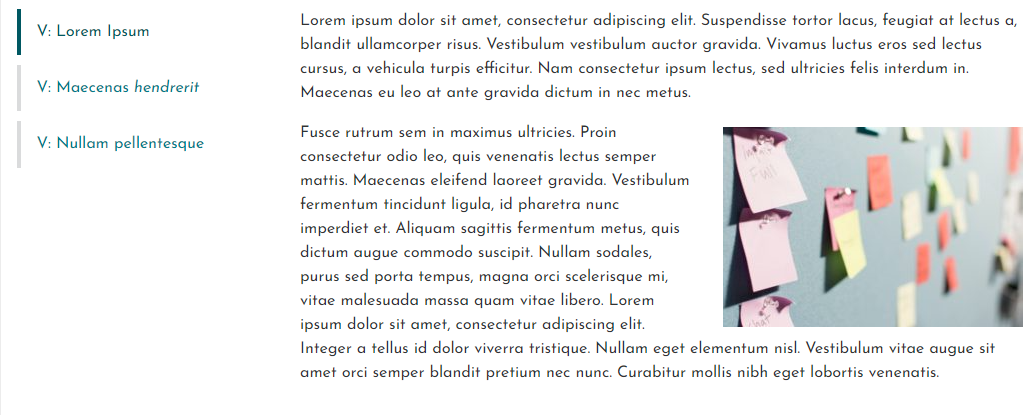 V: Lorem Ipsum
V: Maecenas hendrerit
V: Nullam pellentesque
Lorem ipsum dolor sit amet, consectetur adipiscing elit. Suspendisse tortor lacus, feugiat at lectus a,
blandit ullamcorper risus. Vestibulum vestibulum auctor gravida. Vivamus luctus eros sed lectus
cursus, a vehicula turpis efficitur. Nam consectetur ipsum lectus, sed ultricies felis interdum in.
Maecenas eu leo at ante gravida dictum in nec metus.
Fusce rutrum sem in maximus ultricies. Proin
consectetur odio leo, quis venenatis lectus semper
mattis. Maecenas eleifend laoreet gravida. Vestibulum
fermentum tincidunt ligula, id pharetra nunc
imperdiet et. Aliquam sagittis fermentum metus, quis
dictum augue commodo suscipit. Nullam sodales,
purus sed porta tempus, magna orci scelerisque mi,
vitae malesuada massa quam vitae libero. Lorem
ipsum dolor sit amet, consectetur adipiscing elit.
Integer a tellus id dolor viverra tristique. Nullam eget elementum nisl. Vestibulum vitae augue sit
amet orci semper blandit pretium nec nunc. Curabitur mollis nibh eget lobortis venenatis.
Full